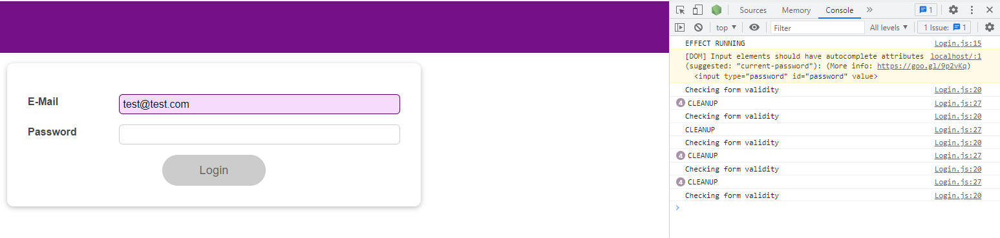 Sources Memory Console 1
top Filter All levels 1 Issue: 1
EFFECT RUNNING Login.js:15
[DOM] Input elements should have autocomplete attributes localhost/:1
(suggested: "current-password"): (More info: https://goo.gl/9p2vKq)
<input type="password" id="password" value>
Checking form validity Login.js:20
4 CLEANUP Login.js:27
Checking form validity Login.js:20
CLEANUP Login.js:27
Checking form validity Login.js:20
4 CLEANUP Login.js:27
Checking form validity Login.js:20
4 CLEANUP Login.js:27
Checking form validity Login.js:20
E-Mail test@test.com
Password
Login